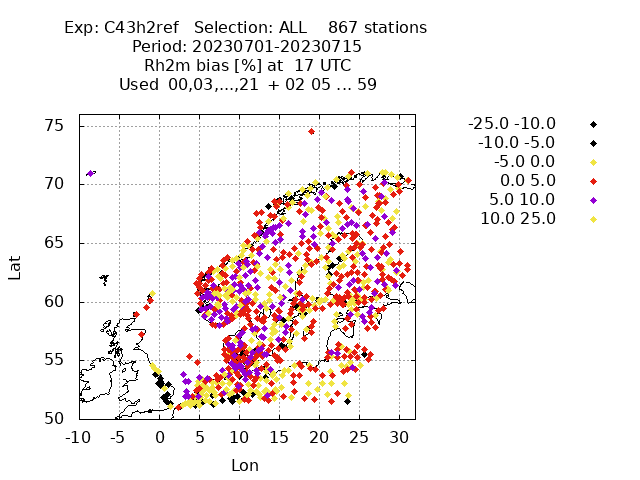 Exp: C43h2ref   Selection: ALL    867 stations
Period: 20230701-20230715
Rh2m bias [%] at  17 UTC
Used  00,03,...,21  + 02 05 ... 59
-25.0 -10.0
-10.0 -5.0
-5.0 0.0
0.0 5.0
5.0 10.0
10.0 25.0
75
70
65
60
55
50
Lat
-10 -5 0 5 10 15 20 25 30
Lon